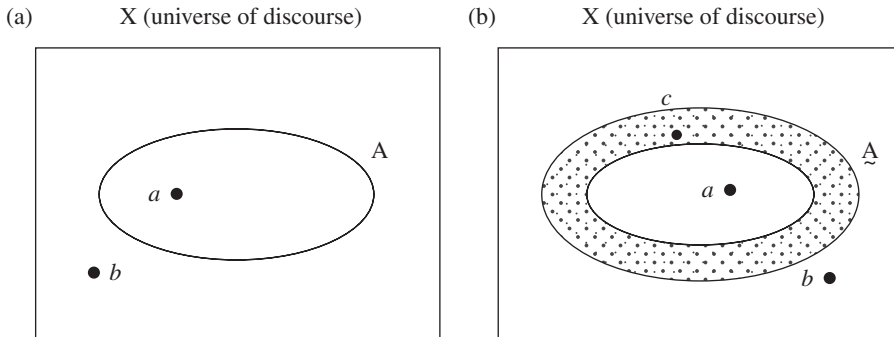 (a) X (universe of discourse)
A
a
b
(b) X (universe of discourse)
c
A
~
a
b